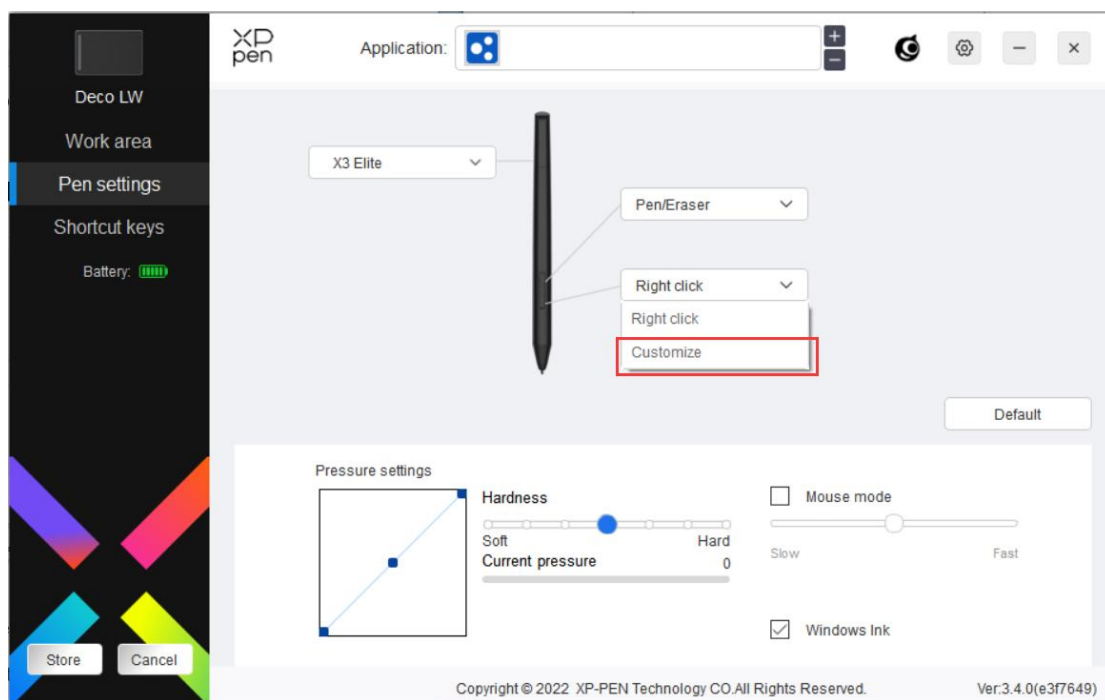 XP
pen
Application:
Deco LW
Work area
Pen settings
Shortcut keys
Battery:
X3 Elite
Pen/Eraser
Right click
Right click
Customize
Default
Pressure settings
Hardness
Soft
Hard
Current pressure
0
Mouse mode
Slow
Fast
Windows Ink
Store
Cancel
Copyright © 2022 XP-PEN Technology CO.All Rights Reserved.
Ver:3.4.0(e3f7649)